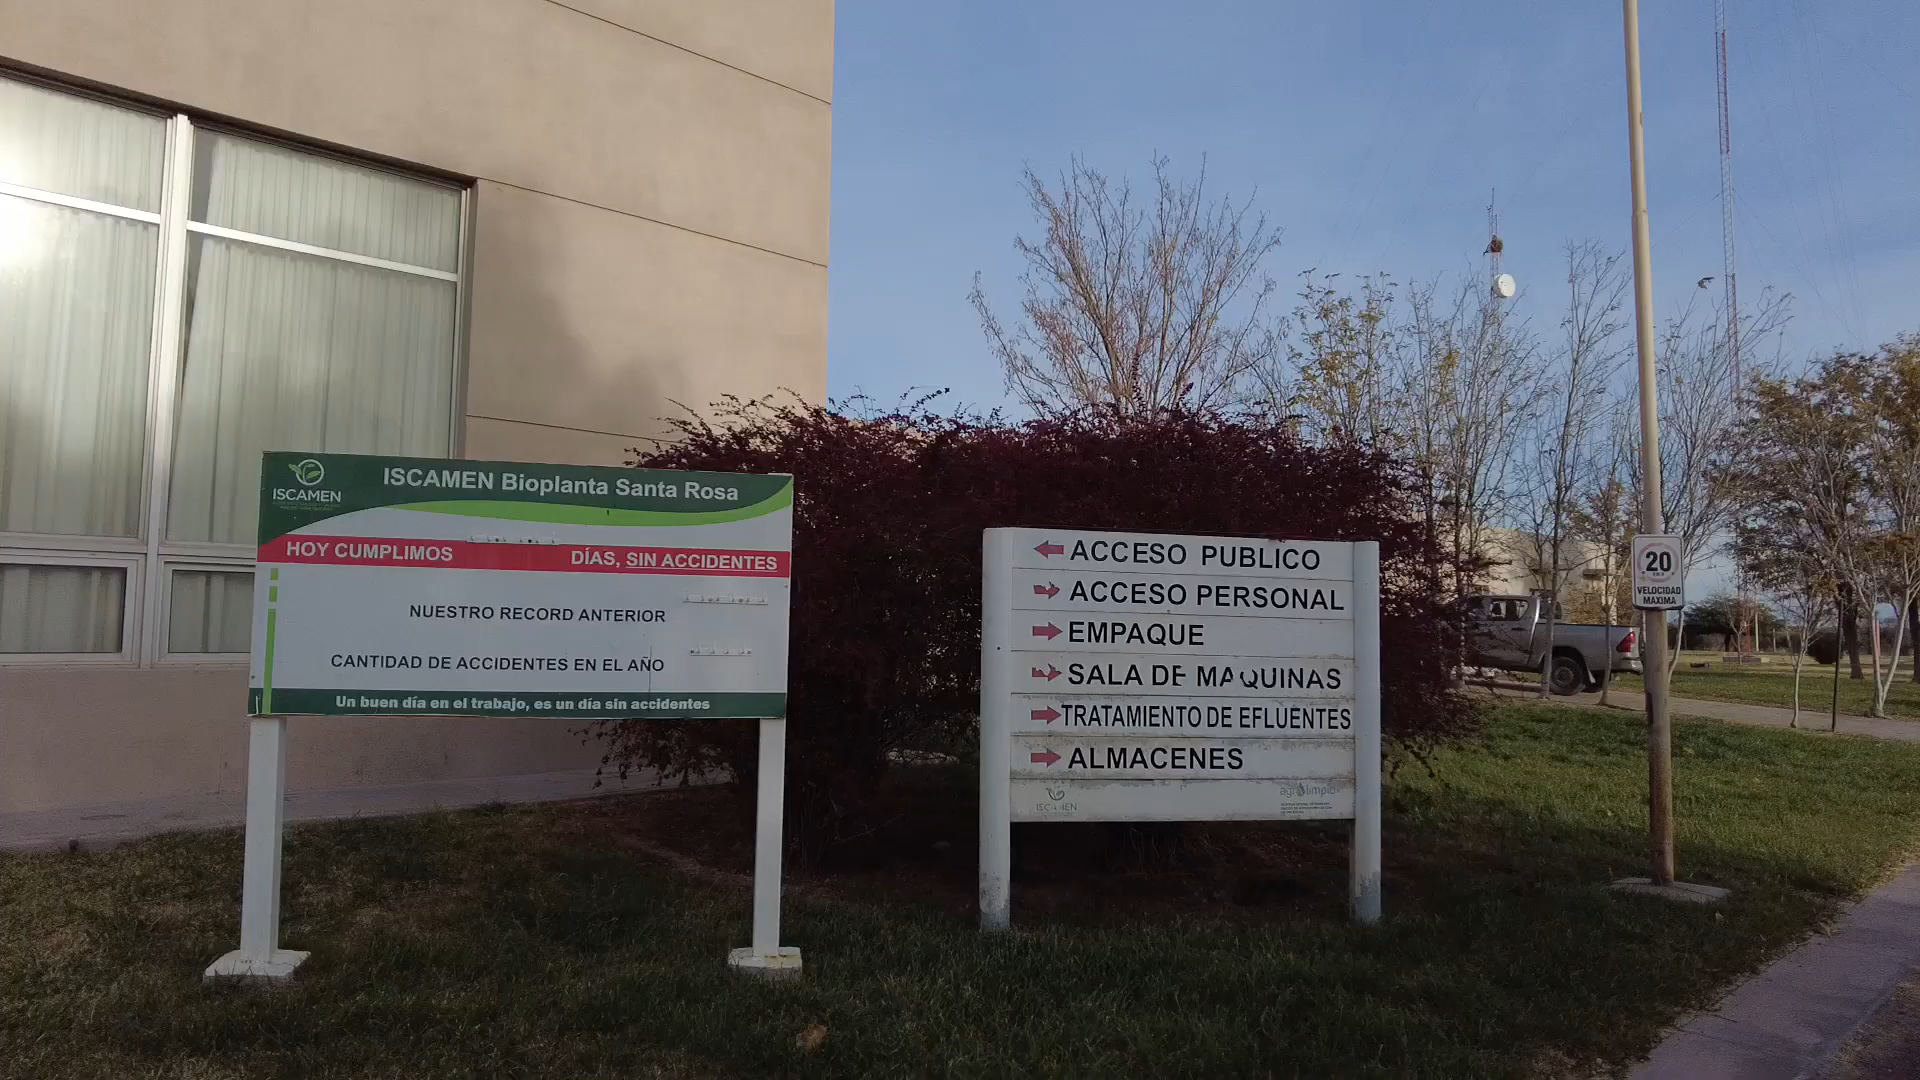 ISCAMEN
ISCAMEN Bioplanta Santa Rosa
HOY CUMPLIMOS DÍAS, SIN ACCIDENTES
NUESTRO RECORD ANTERIOR
CANTIDAD DE ACCIDENTES EN EL AÑO
Un buen día en el trabajo, es un día sin accidentes
ACCESO PUBLICO
ACCESO PERSONAL
EMPAQUE
SALA DE MAQUINAS
TRATAMIENTO DE EFLUENTES
ALMACENES
ISCAMEN
agrolimpio
20
VELOCIDAD
MAXIMA